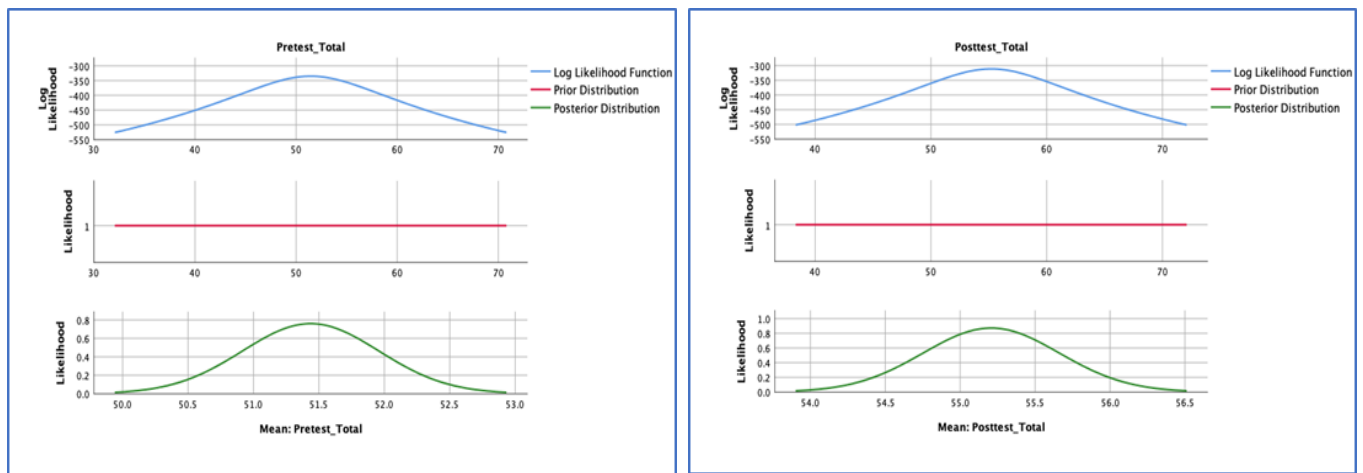 Pretest_Total
Log Likelihood
-300
-350
-400
-450
-500
-550
30 40 50 60 70
Log Likelihood Function
Prior Distribution
Posterior Distribution
Likelihood
1
30 40 50 60 70
Likelihood
0.8
0.6
0.4
0.2
0.0
50.0 50.5 51.0 51.5 52.0 52.5 53.0
Mean: Pretest_Total
Posttest_Total
Log Likelihood
-300
-350
-400
-450
-500
-550
40 50 60 70
Log Likelihood Function
Prior Distribution
Posterior Distribution
Likelihood
1
40 50 60 70
Likelihood
1.0
0.8
0.6
0.4
0.2
0.0
54.0 54.5 55.0 55.5 56.0 56.5
Mean: Posttest_Total